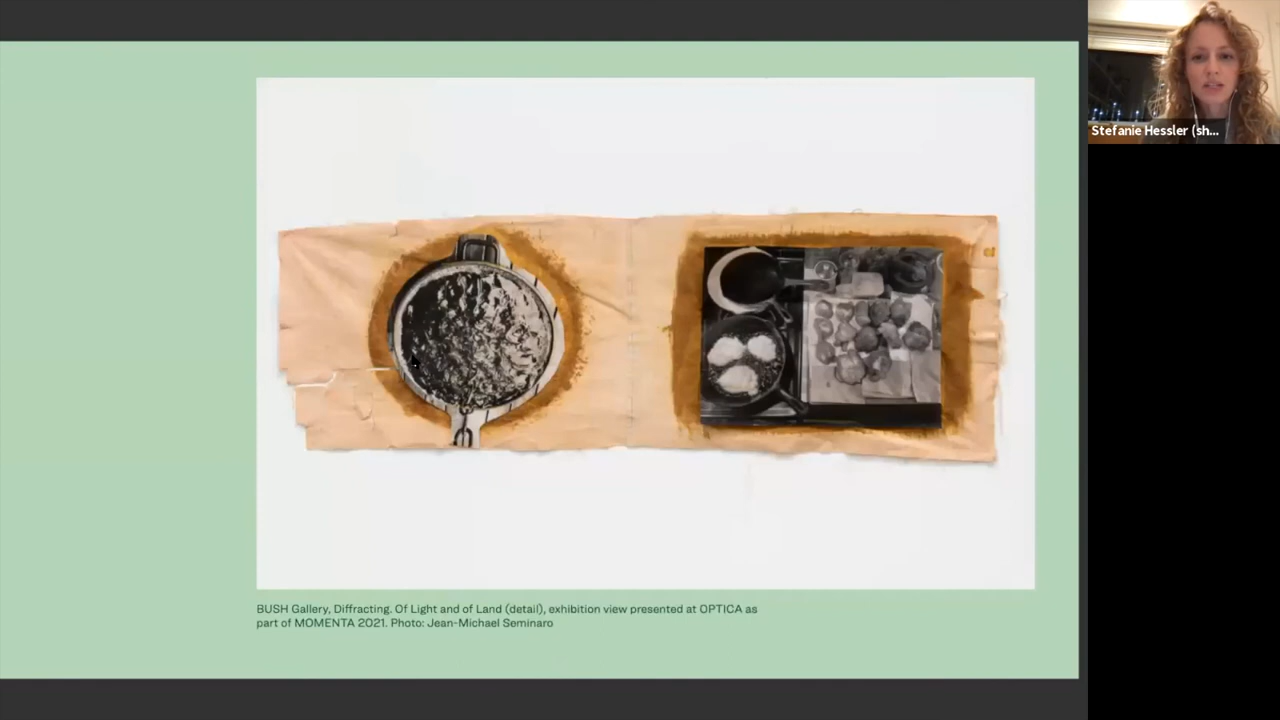 Stefanie Hessler (sh...
BUSH Gallery, Diffracting. Of Light and of Land (detail), exhibition view presented at OPTICA as
part of MOMENTA 2021. Photo: Jean-Michael Seminaro